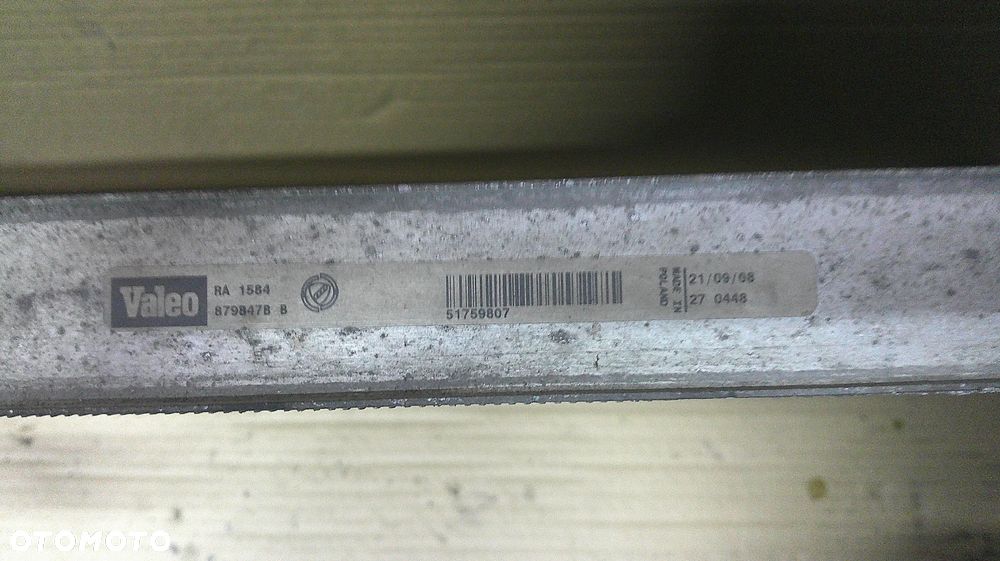 Valeo
RA 1584
879847B B
51759807
MADE IN
POLAND
21/09/08
27 0448
OTOMOTO